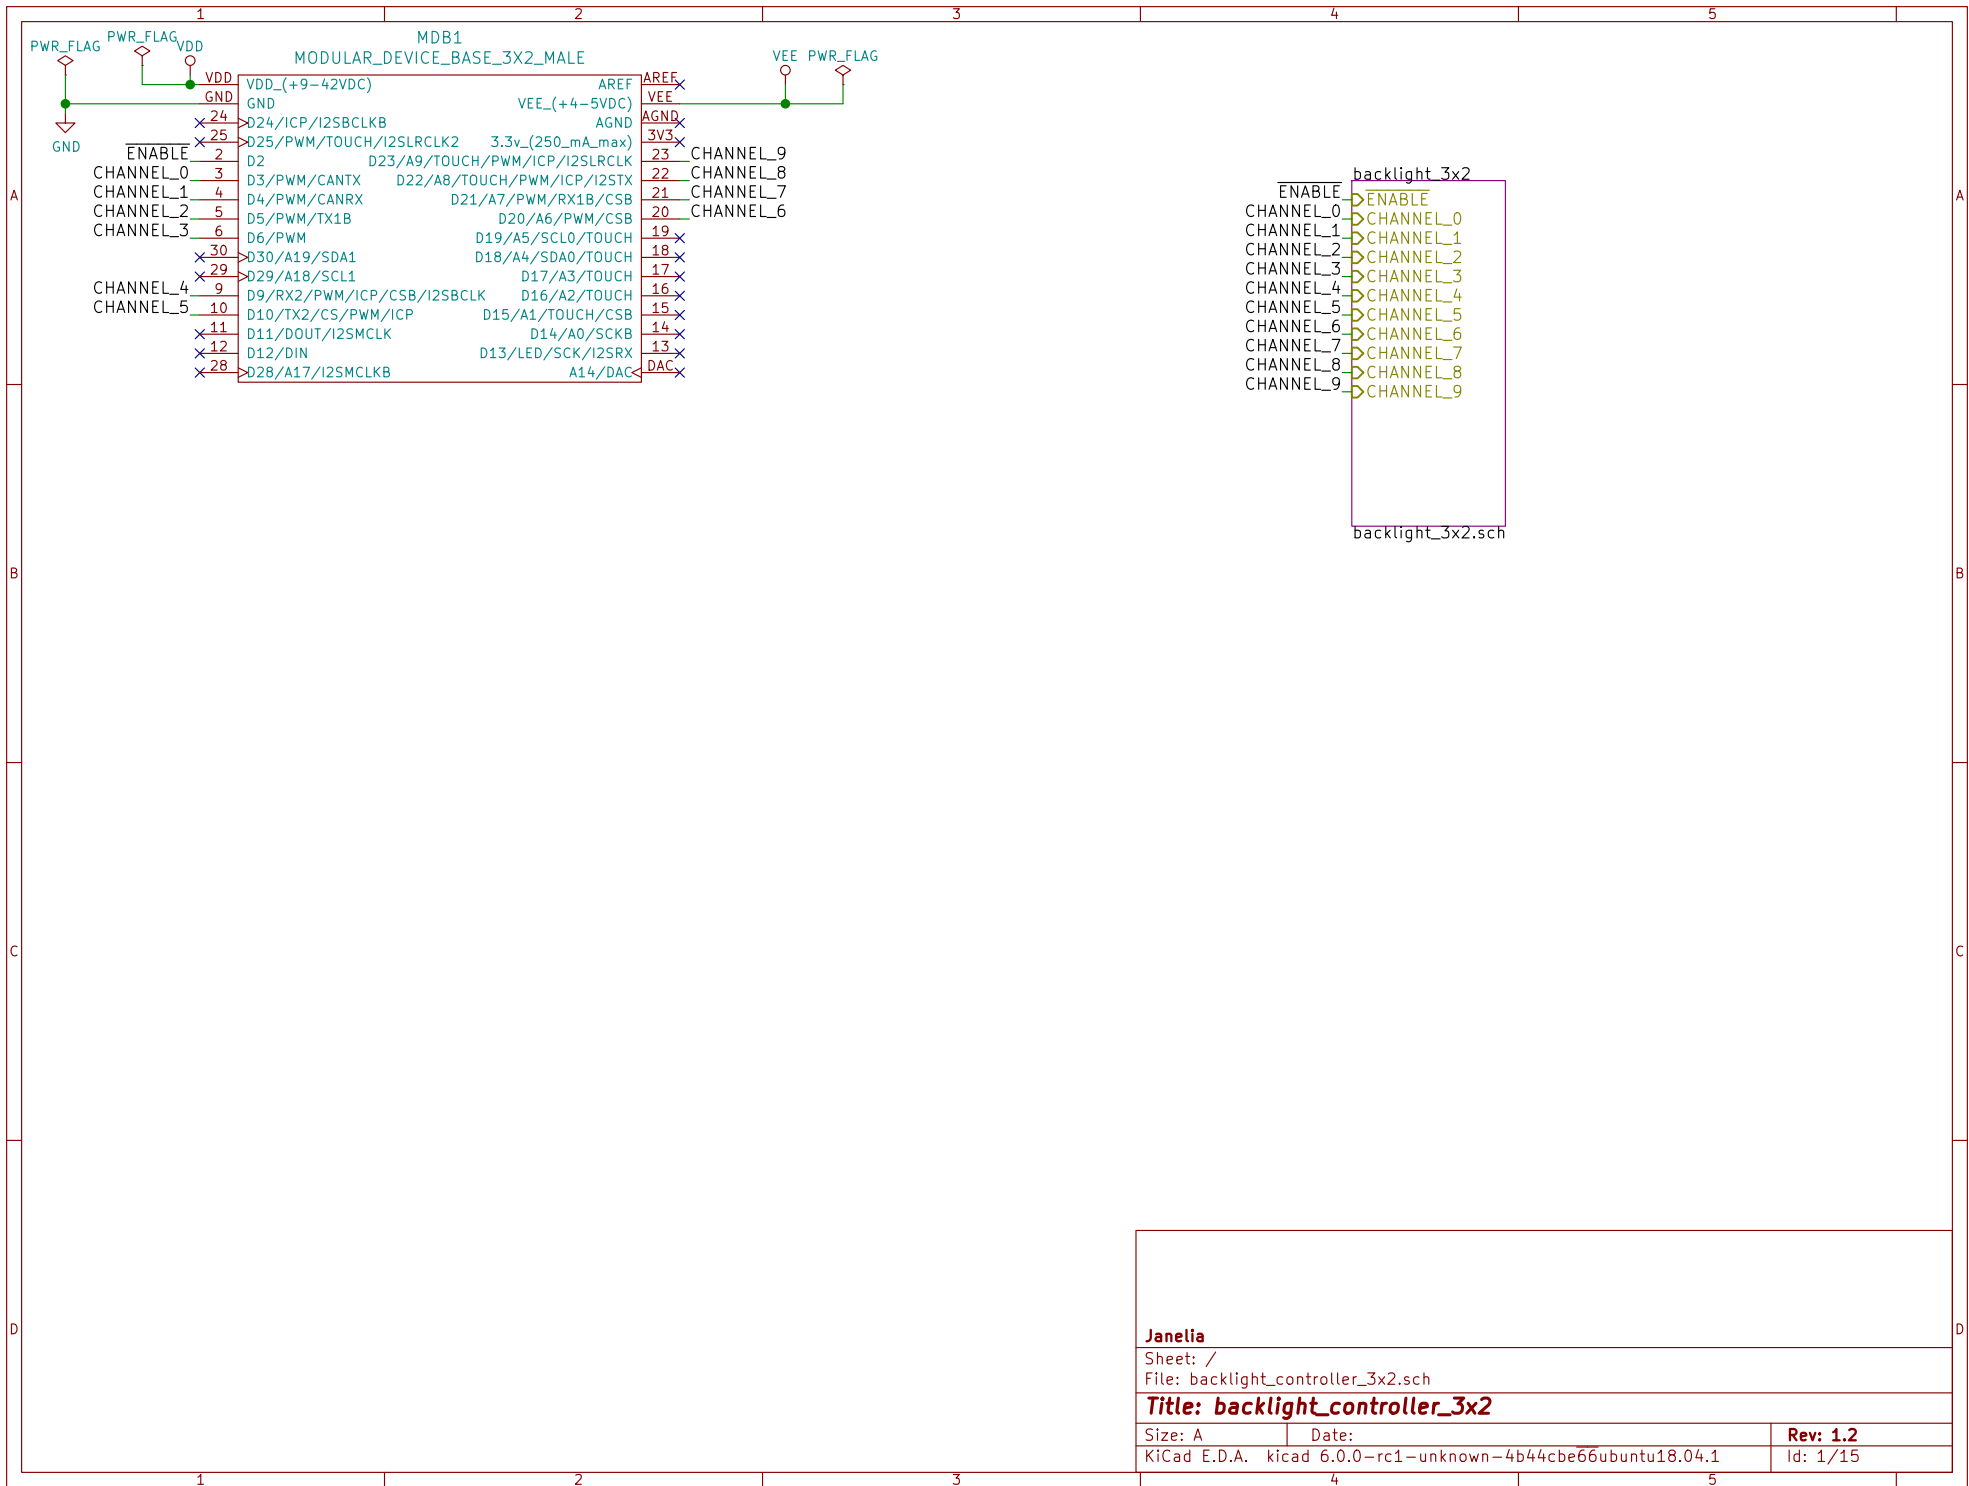 1 2 3 4 5
PWR_FLAG PWR_FLAG VDD
MDB1
MODULAR_DEVICE_BASE_3X2_MALE
VEE PWR_FLAG
VDD VDD_(+9-42VDC) AREF AREF
GND GND VEE_(+4-5VDC) VEE
24 D24/ICP/I2SBCLKB AGND AGND
GND
25 D25/PWM/TOUCH/I2SLRCLK2 3.3v_(250_mA_max) 3V3
ENABLE 2 D2 D23/A9/TOUCH/PWM/ICP/I2SLRCLK 23 CHANNEL_9
CHANNEL_0 3 D3/PWM/CANTX D22/A8/TOUCH/PWM/ICP/I2STX 22 CHANNEL_8
CHANNEL_1 4 D4/PWM/CANRX D21/A7/PWM/RX1B/CSB 21 CHANNEL_7
CHANNEL_2 5 D5/PWM/TX1B D20/A6/PWM/CSB 20 CHANNEL_6
CHANNEL_3 6 D6/PWM D19/A5/SCL0/TOUCH 19
30 D30/A19/SDA1 D18/A4/SDA0/TOUCH 18
29 D29/A18/SCL1 D17/A3/TOUCH 17
CHANNEL_4 9 D9/RX2/PWM/ICP/CSB/I2SBCLK D16/A2/TOUCH 16
CHANNEL_5 10 D10/TX2/CS/PWM/ICP D15/A1/TOUCH/CSB 15
11 D11/DOUT/I2SMCLK D14/A0/SCKB 14
12 D12/DIN D13/LED/SCK/I2SRX 13
28 D28/A17/I2SMCLKB A14/DAC DAC
backlight_3x2
ENABLE ENABLE
CHANNEL_0 CHANNEL_0
CHANNEL_1 CHANNEL_1
CHANNEL_2 CHANNEL_2
CHANNEL_3 CHANNEL_3
CHANNEL_4 CHANNEL_4
CHANNEL_5 CHANNEL_5
CHANNEL_6 CHANNEL_6
CHANNEL_7 CHANNEL_7
CHANNEL_8 CHANNEL_8
CHANNEL_9 CHANNEL_9
backlight_3x2.sch
A A
B B
C C
D D
Janelia
Sheet: /
File: backlight_controller_3x2.sch
Title: backlight_controller_3x2
Size: A Date: Rev: 1.2
KiCad E.D.A. kicad 6.0.0-rc1-unknown-4b44cbe66ubuntu18.04.1 Id: 1/15
1 2 3 4 5